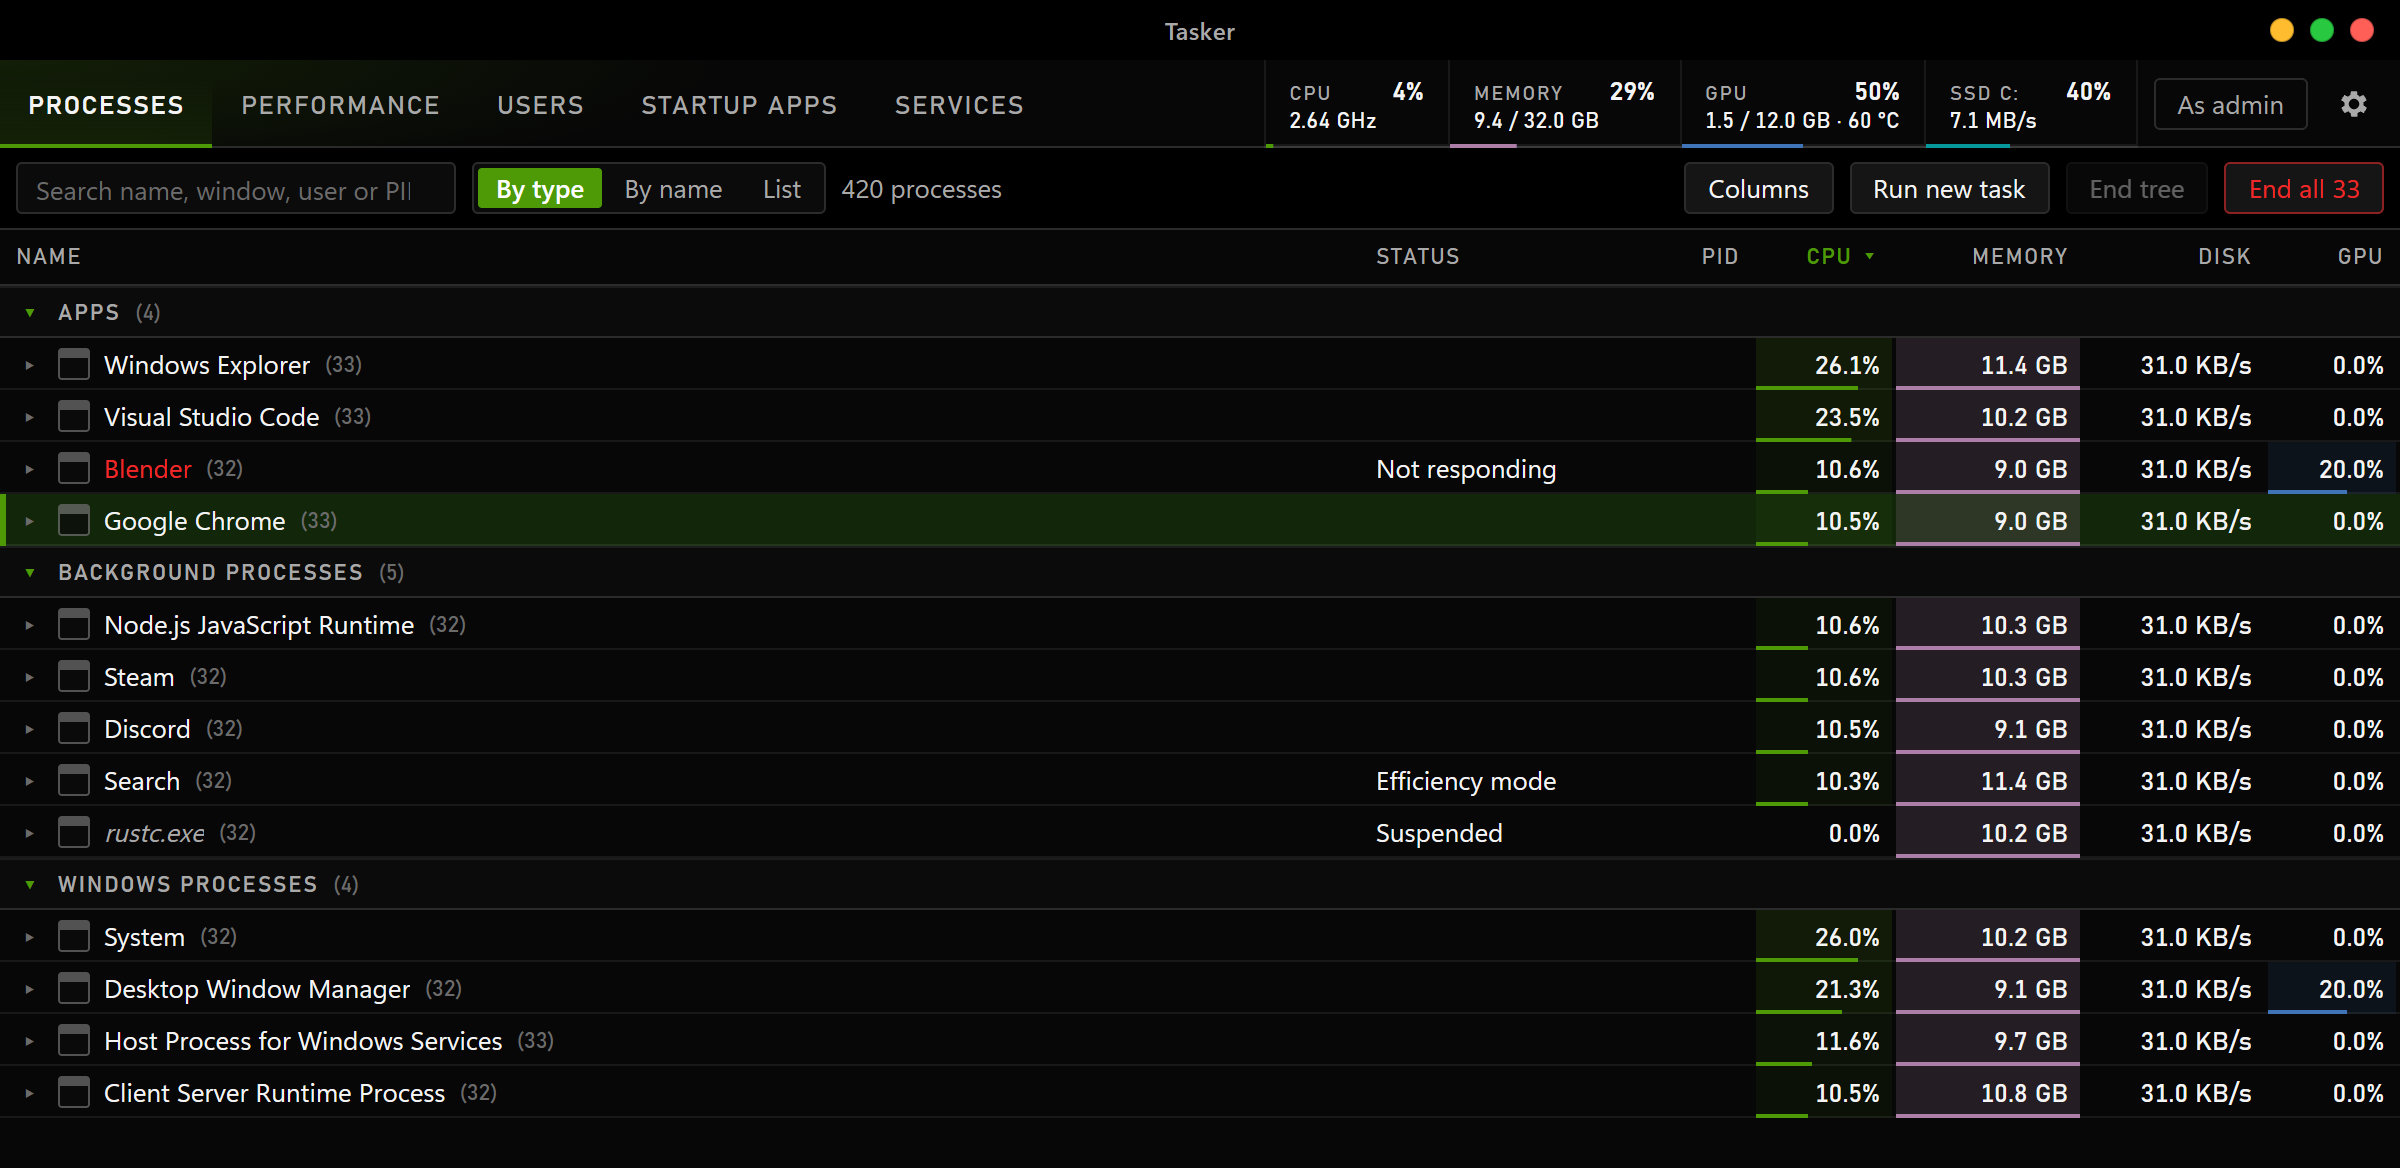 Tasker
PROCESSES PERFORMANCE USERS STARTUP APPS SERVICES
CPU 4%
2.64 GHz
MEMORY 29%
9.4 / 32.0 GB
GPU 50%
1.5 / 12.0 GB · 60 °C
SSD C: 40%
7.1 MB/s
As admin
Search name, window, user or PI
By type By name List 420 processes Columns Run new task End tree End all 33
NAME STATUS PID CPU MEMORY DISK GPU
APPS (4)
Windows Explorer (33) 26.1% 11.4 GB 31.0 KB/s 0.0%
Visual Studio Code (33) 23.5% 10.2 GB 31.0 KB/s 0.0%
Blender (32) Not responding 10.6% 9.0 GB 31.0 KB/s 20.0%
Google Chrome (33) 10.5% 9.0 GB 31.0 KB/s 0.0%
BACKGROUND PROCESSES (5)
Node.js JavaScript Runtime (32) 10.6% 10.3 GB 31.0 KB/s 0.0%
Steam (32) 10.6% 10.3 GB 31.0 KB/s 0.0%
Discord (32) 10.5% 9.1 GB 31.0 KB/s 0.0%
Search (32) Efficiency mode 10.3% 11.4 GB 31.0 KB/s 0.0%
rustc.exe (32) Suspended 0.0% 10.2 GB 31.0 KB/s 0.0%
WINDOWS PROCESSES (4)
System (32) 26.0% 10.2 GB 31.0 KB/s 0.0%
Desktop Window Manager (32) 21.3% 9.1 GB 31.0 KB/s 20.0%
Host Process for Windows Services (33) 11.6% 9.7 GB 31.0 KB/s 0.0%
Client Server Runtime Process (32) 10.5% 10.8 GB 31.0 KB/s 0.0%